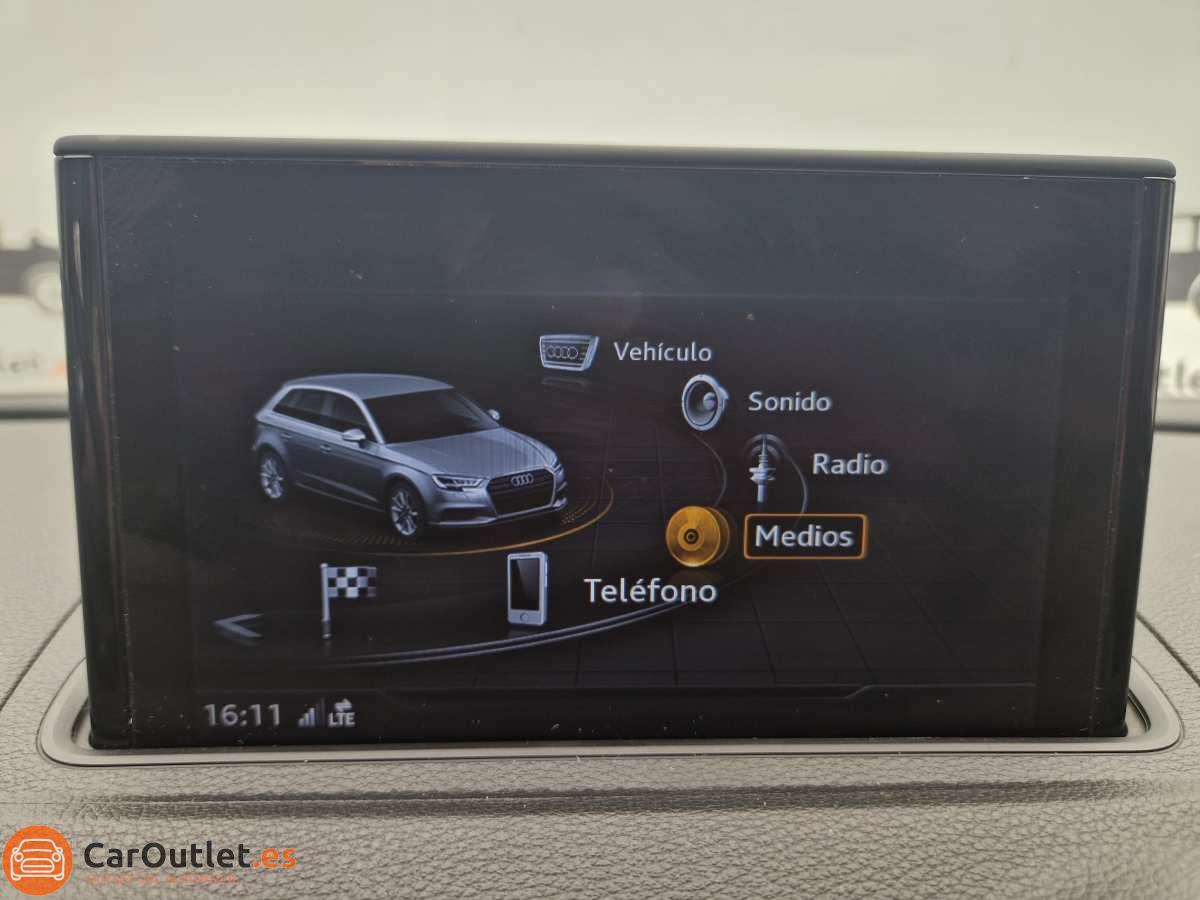 Vehículo
Sonido
Radio
Medios
Teléfono
16:11 LTE
CarOutlet.es